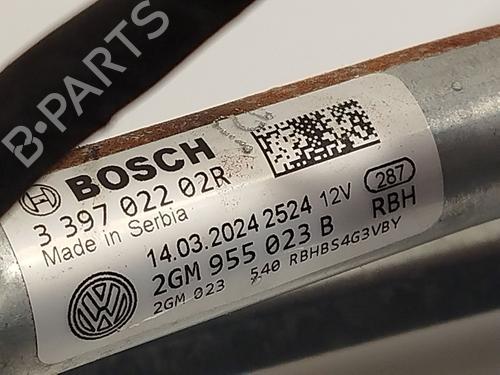 B-PARTS
BOSCH
3 397 022 02R
Made in Serbia
14.03.2024 2524 12V
287
2GM 955 023 B RBH
2GM 023 540 RBHBS4G3VBY